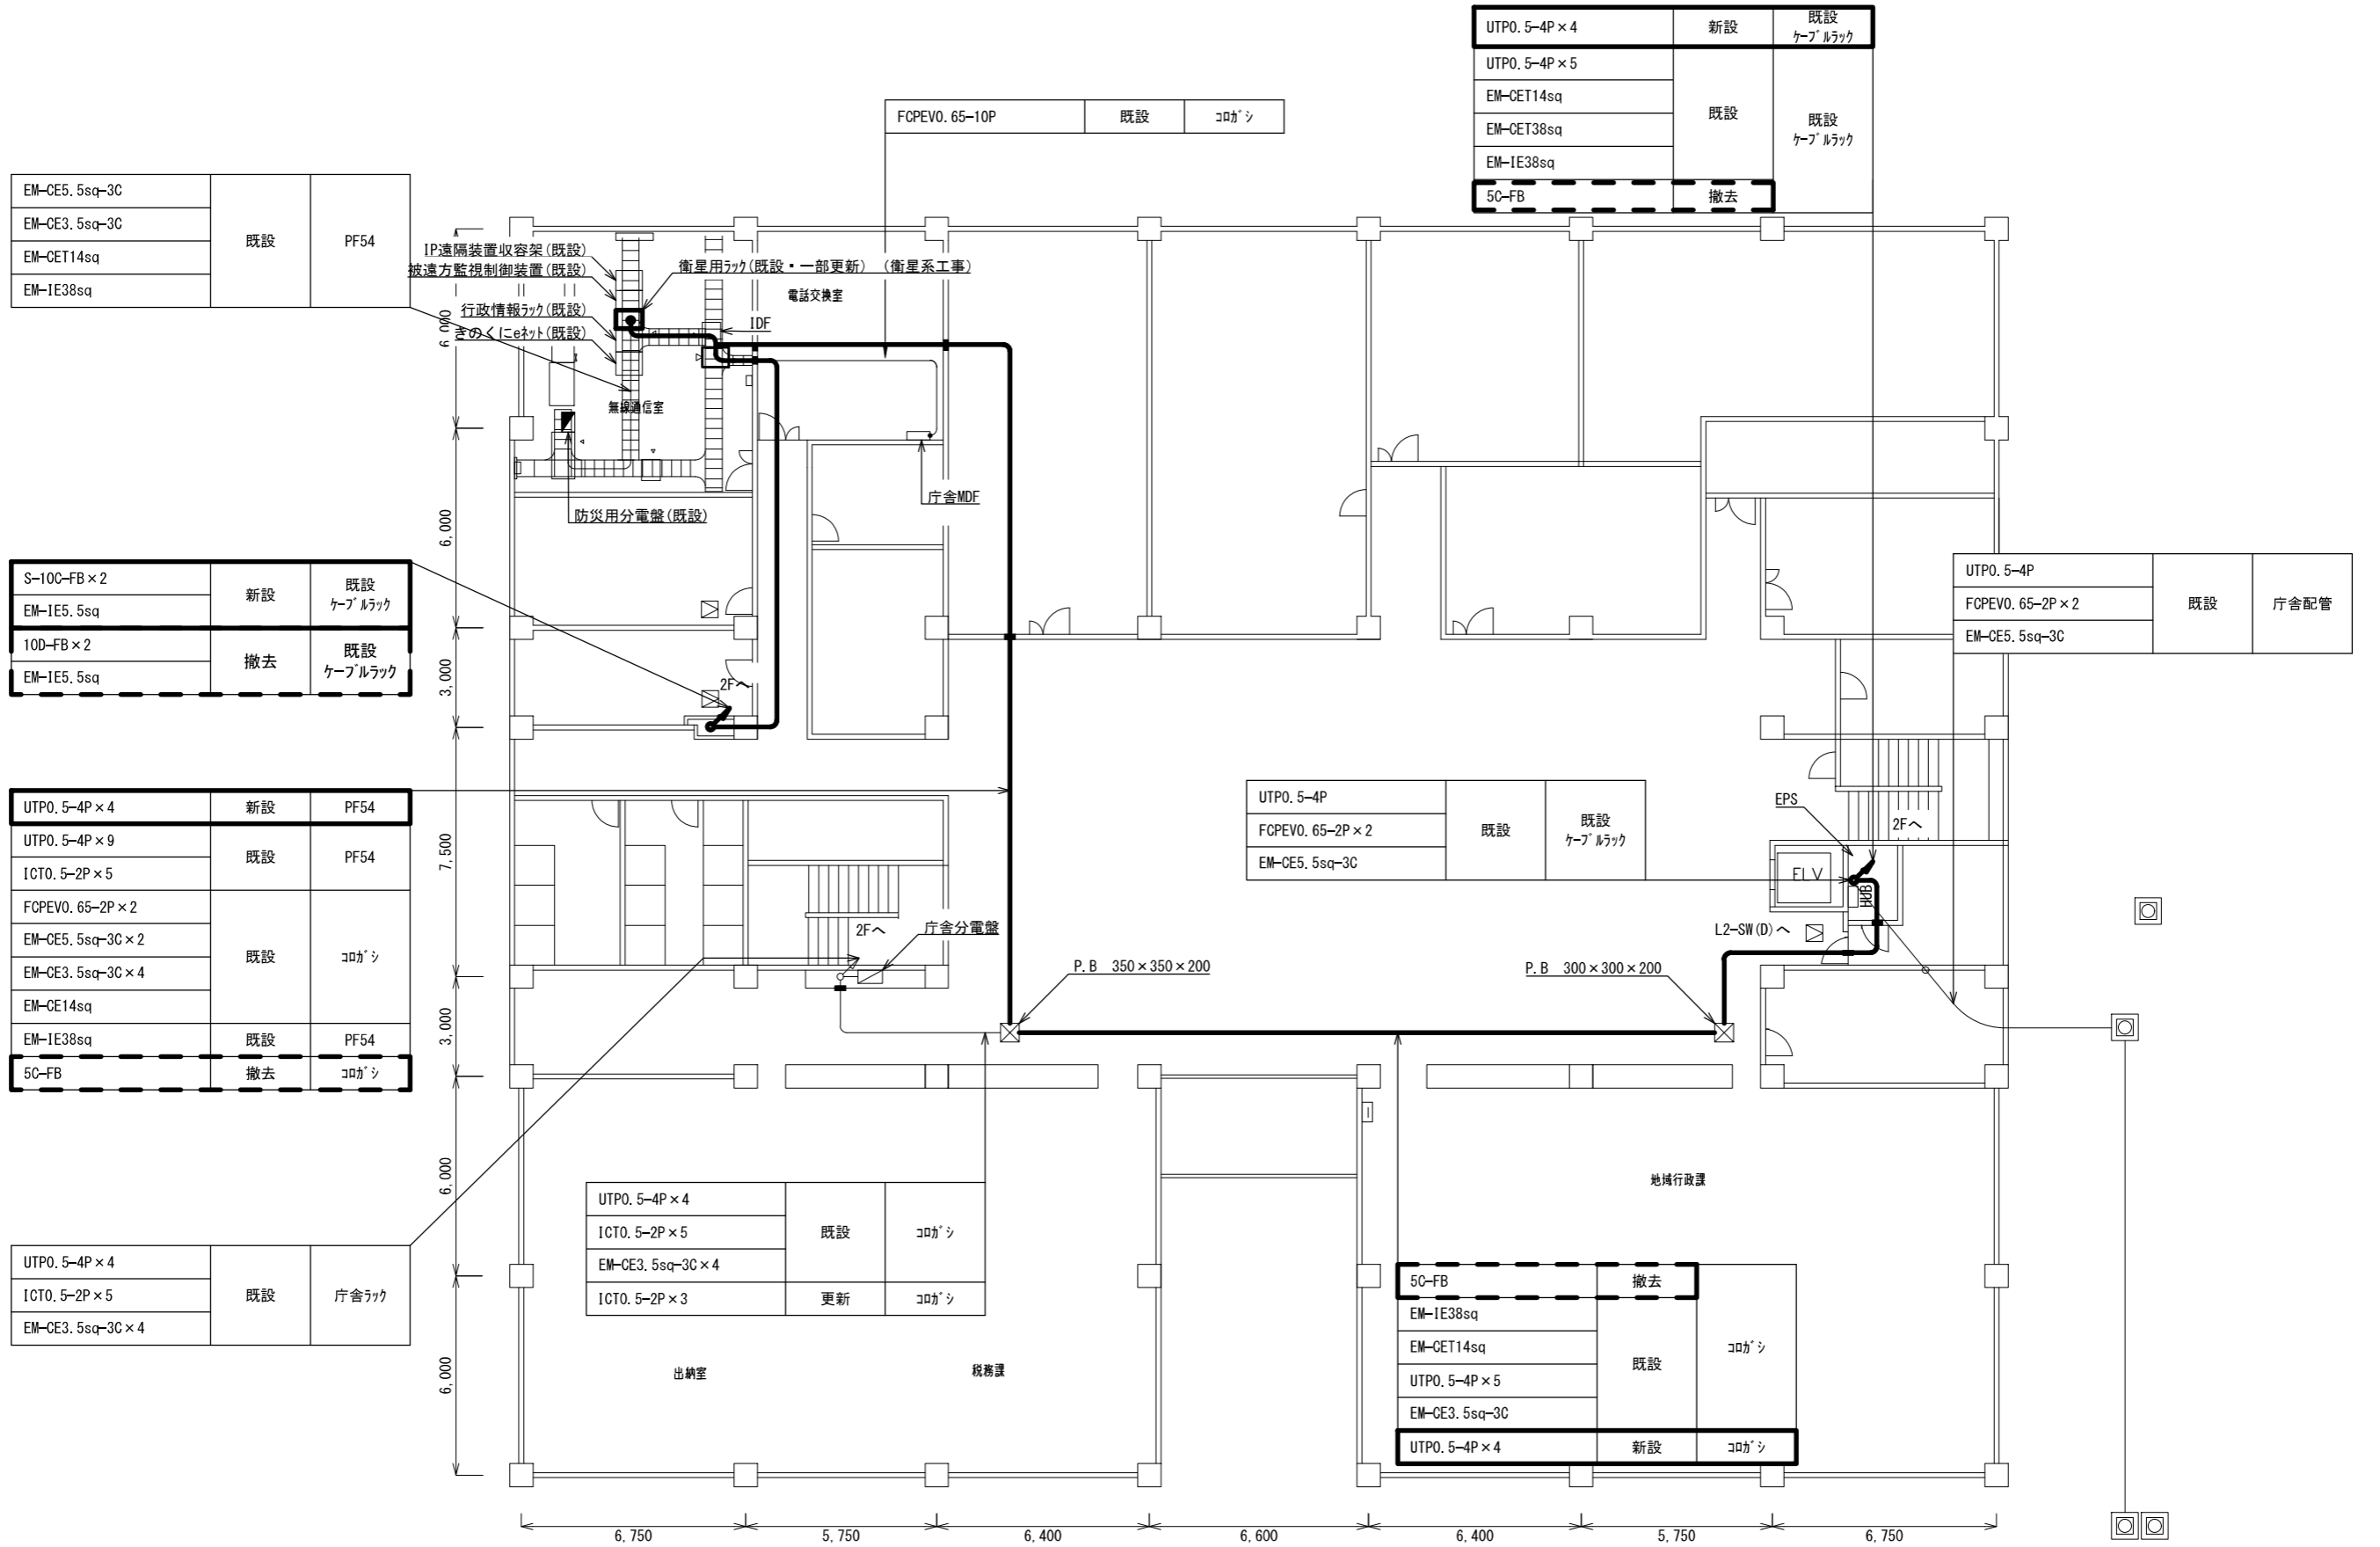 UTP0.5-4P×4 新設 既設
ｹｰﾌﾞﾙﾗｯｸ
UTP0.5-4P×5
EM-CET14sq
EM-CET38sq
EM-IE38sq
既設
既設
ｹｰﾌﾞﾙﾗｯｸ
5C-FB 撤去
FCPEV0.65-10P 既設 ｺﾛｶﾞｼ
EM-CE5.5sq-3C
EM-CE3.5sq-3C
EM-CET14sq
EM-IE38sq
既設 PF54
IP遠隔装置収容架(既設)
被遠方監視制御装置(既設)
行政情報ﾗｯｸ(既設)
きのくにeﾈｯﾄ(既設)
衛星用ﾗｯｸ(既設・一部更新) (衛星系工事)
電話交換室
IDF
無線通信室
防災用分電盤(既設)
庁舎MDF
S-10C-FB×2
EM-IE5.5sq
新設
既設
ｹｰﾌﾞﾙﾗｯｸ
10D-FB×2
EM-IE5.5sq
撤去
既設
ｹｰﾌﾞﾙﾗｯｸ
2Fへ
UTP0.5-4P
FCPEV0.65-2P×2
EM-CE5.5sq-3C
既設 庁舎配管
UTP0.5-4P×4 新設 PF54
UTP0.5-4P×9
ICT0.5-2P×5
既設 PF54
FCPEV0.65-2P×2
EM-CE5.5sq-3C×2
EM-CE3.5sq-3C×4
EM-CE14sq
既設 ｺﾛｶﾞｼ
EM-IE38sq 既設 PF54
5C-FB 撤去 ｺﾛｶﾞｼ
UTP0.5-4P
FCPEV0.65-2P×2
EM-CE5.5sq-3C
既設
既設
ｹｰﾌﾞﾙﾗｯｸ
EPS
2Fへ
ELV
HUB
L2-SW(D)へ
2Fへ
庁舎分電盤
P.B 350×350×200
P.B 300×300×200
UTP0.5-4P×4
ICT0.5-2P×5
EM-CE3.5sq-3C×4
既設 庁舎ﾗｯｸ
UTP0.5-4P×4
ICT0.5-2P×5
EM-CE3.5sq-3C×4
既設 ｺﾛｶﾞｼ
ICT0.5-2P×3 更新 ｺﾛｶﾞｼ
地域行政課
5C-FB 撤去
EM-IE38sq
EM-CET14sq
UTP0.5-4P×5
EM-CE3.5sq-3C
既設
ｺﾛｶﾞｼ
UTP0.5-4P×4 新設 ｺﾛｶﾞｼ
出納室
税務課
6,000
6,000
3,000
7,500
3,000
6,000
6,000
6,750 5,750 6,400 6,600 6,400 5,750 6,750